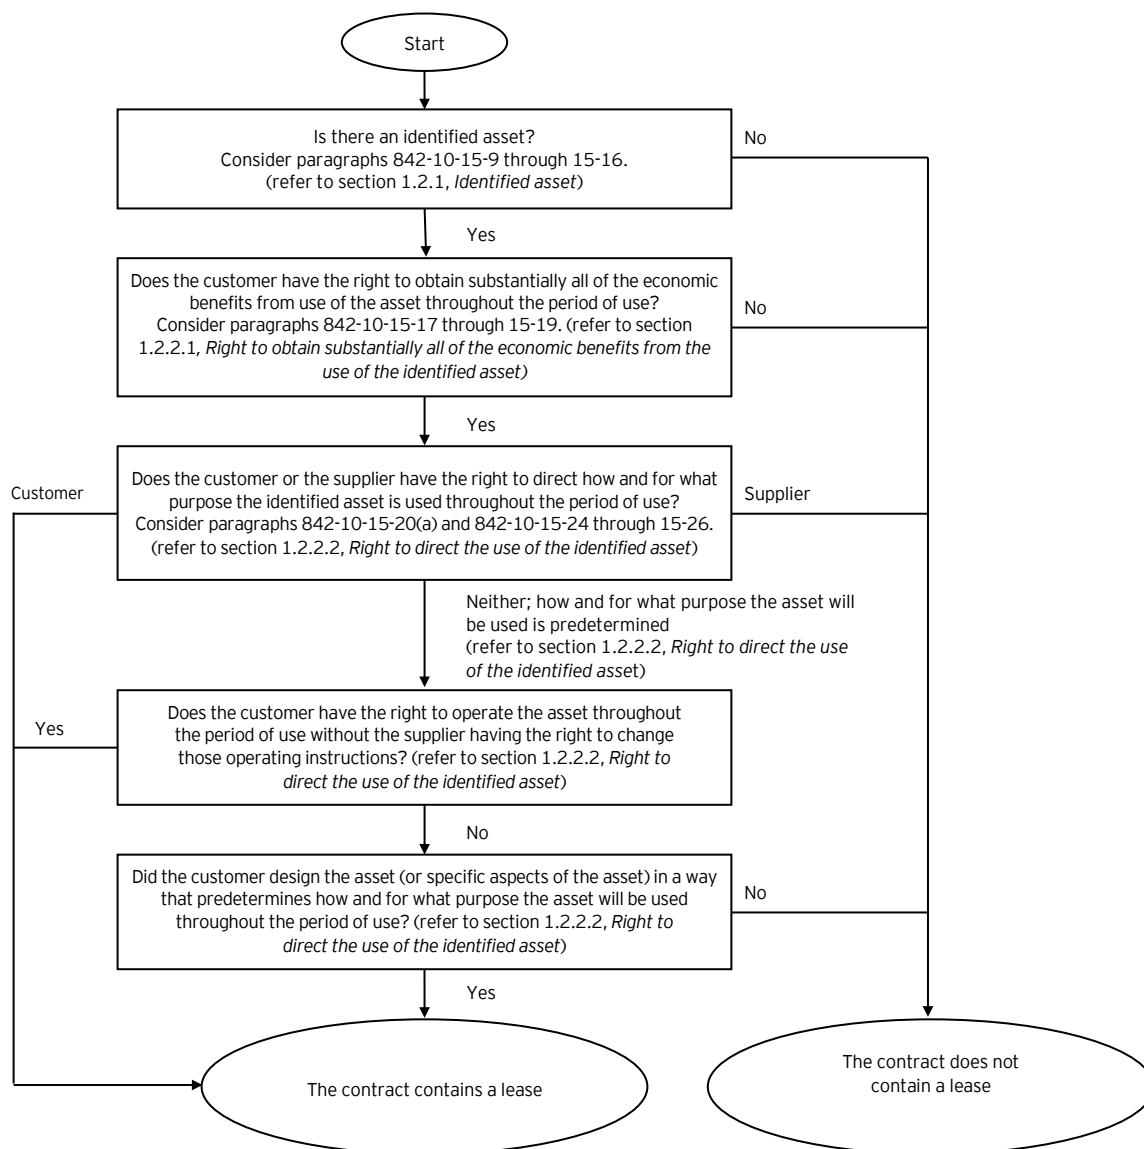 Start
Is there an identified asset?
Consider paragraphs 842-10-15-9 through 15-16.
(refer to section 1.2.1, Identified asset)
No
Yes
Does the customer have the right to obtain substantially all of the economic
benefits from use of the asset throughout the period of use?
Consider paragraphs 842-10-15-17 through 15-19. (refer to section
1.2.2.1, Right to obtain substantially all of the economic benefits from the
use of the identified asset)
No
Yes
Customer
Does the customer or the supplier have the right to direct how and for what
purpose the identified asset is used throughout the period of use?
Consider paragraphs 842-10-15-20(a) and 842-10-15-24 through 15-26.
(refer to section 1.2.2.2, Right to direct the use of the identified asset)
Supplier
Neither; how and for what purpose the asset will
be used is predetermined
(refer to section 1.2.2.2, Right to direct the use
of the identified asset)
Yes
Does the customer have the right to operate the asset throughout
the period of use without the supplier having the right to change
those operating instructions? (refer to section 1.2.2.2, Right to
direct the use of the identified asset)
No
Did the customer design the asset (or specific aspects of the asset) in a way
that predetermines how and for what purpose the asset will be used
throughout the period of use? (refer to section 1.2.2.2, Right to
direct the use of the identified asset)
No
Yes
The contract contains a lease
The contract does not
contain a lease